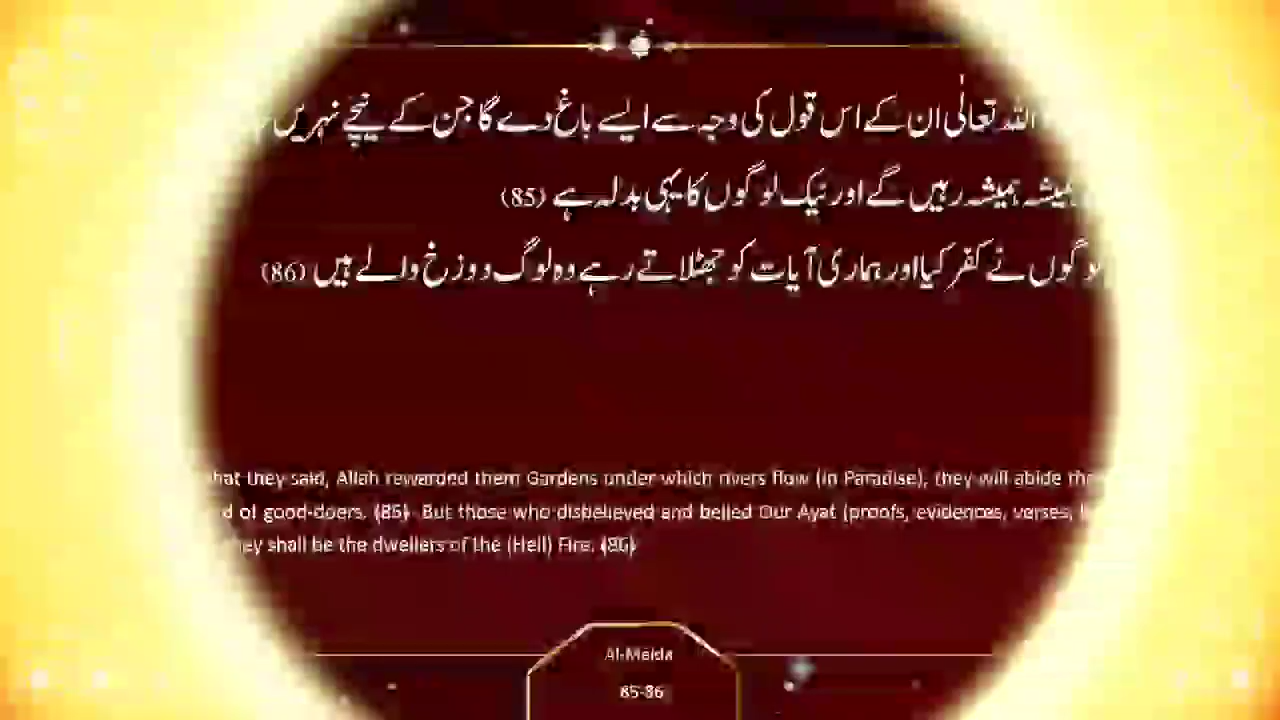 اللہ تعالٰی ان کے اس قول کی وجہ سے ایسے باغ دے گا جن کے نیچے نہریں
ہمیشہ ہمیشہ رہیں گے اور نیک لوگوں کا یہی بدلہ ہے (85)
لوگوں نے کفر کیا اور ہماری آیات کو جھٹلاتے رہے وہ لوگ دوزخ والے ہیں (86)
hat they said, Allah rewarded them Gardens under which rivers flow (in Paradise), they will abide the
d of good-doers. (85) But those who disbelieved and belied Our Ayat (proofs, evidences, verses,
hey shall be the dwellers of the (Hell) Fire. (86)
Al-Maida
85-86